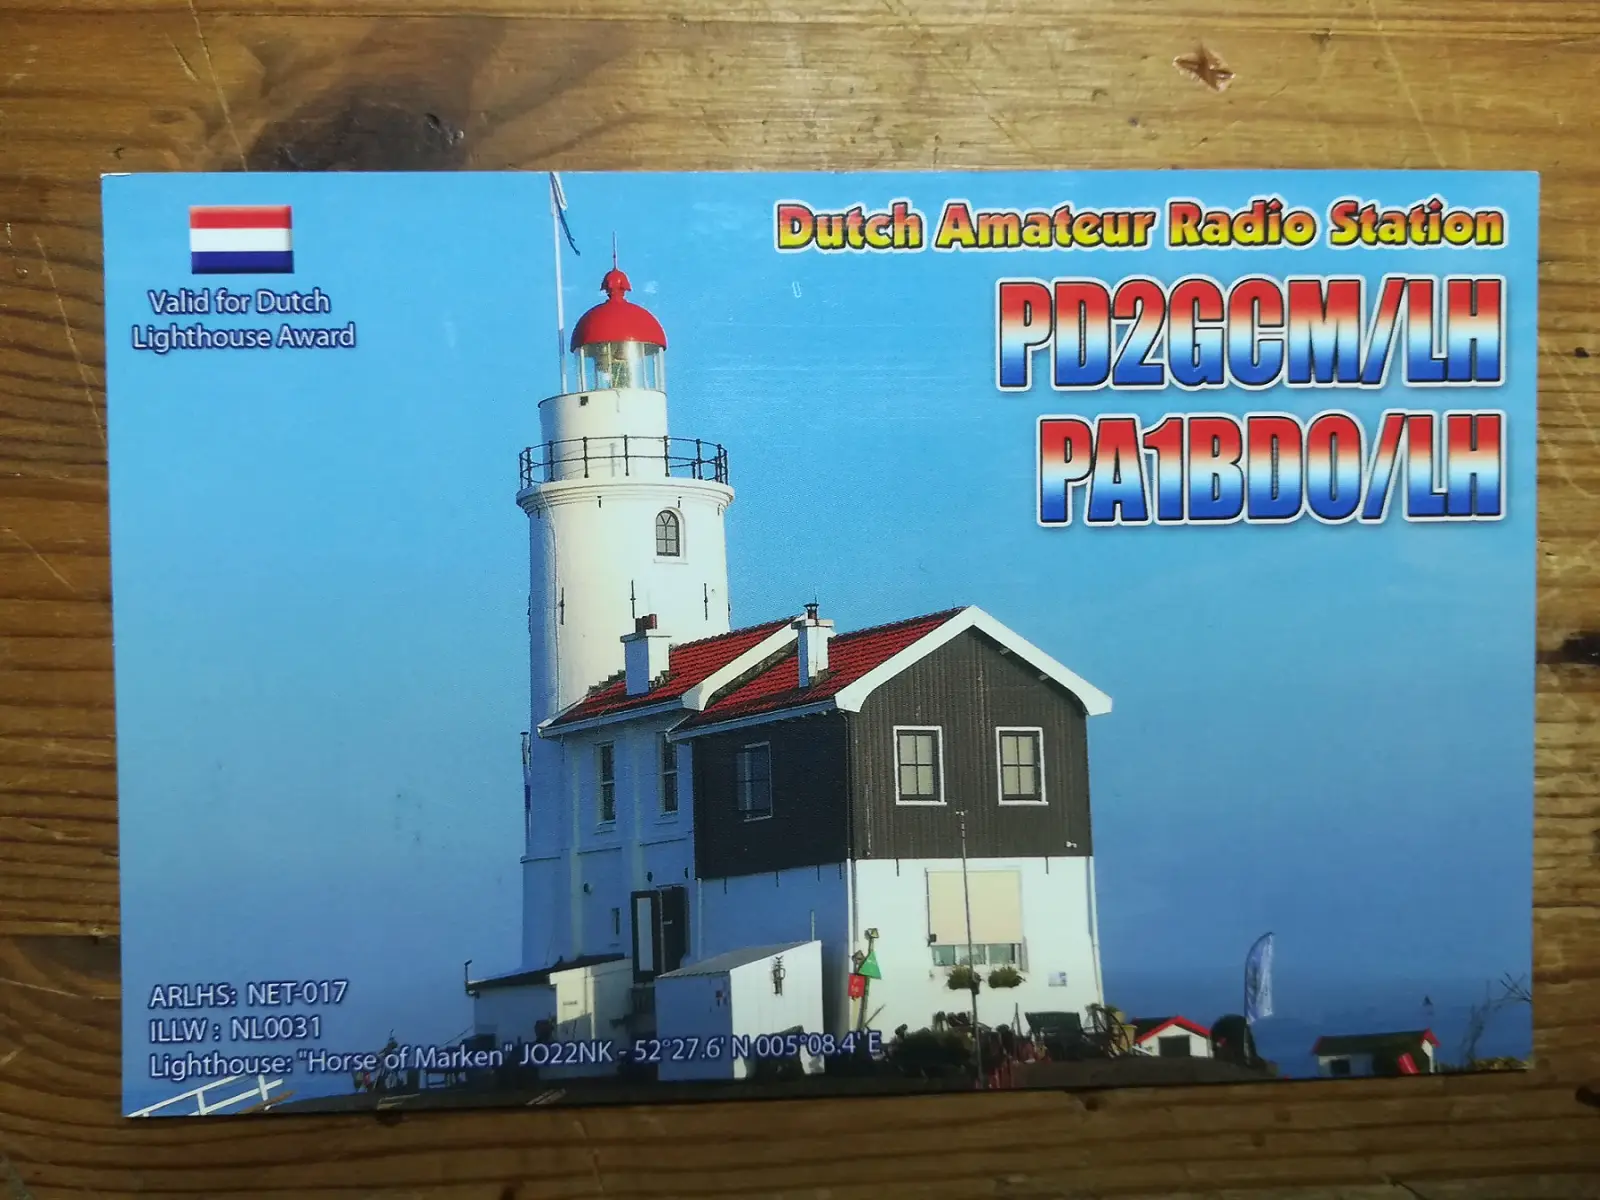 Dutch Amateur Radio Station
PD2GCM/LH
PA1BDO/LH
Valid for Dutch
Lighthouse Award
ARLHS: NET-017
ILLW : NL0031
Lighthouse: "Horse of Marken" JO22NK - 52°27.6' N 005°08.4' E